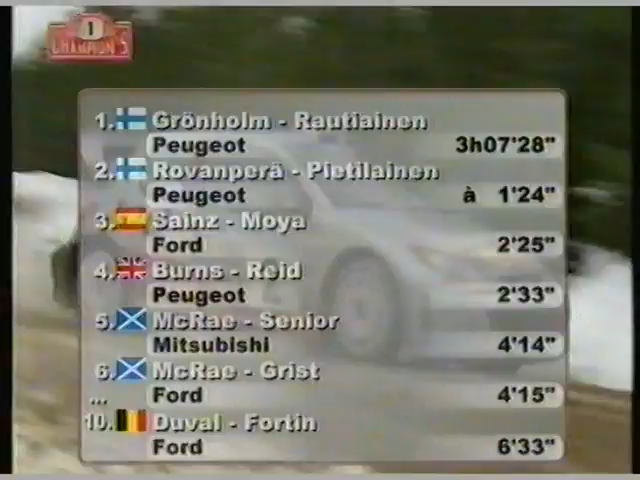 1
CHAMPION'S
1. Grönholm - Rautiainen
Peugeot 3h07'28"
2. Rovanperä - Pietilainen
Peugeot à 1'24"
3. Sainz - Moya
Ford 2'25"
4. Burns - Reid
Peugeot 2'33"
5. McRae - Senior
Mitsubishi 4'14"
6. McRae - Grist
... Ford 4'15"
10. Duval - Fortin
Ford 6'33"